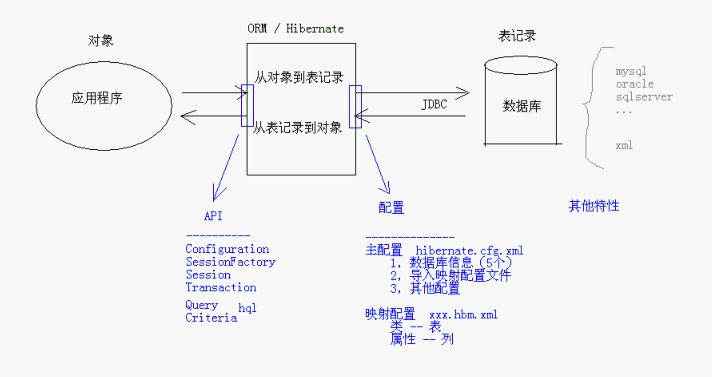 ORM / Hibernate
对象
表记录
应用程序
从对象到表记录
JDBC
数据库
从表记录到对象
mysql
oracle
sqlserver
...
xml
API
----------
Configuration
SessionFactory
Session
Transaction
Query hql
Criteria
配置
--------------
主配置 hibernate.cfg.xml
1, 数据库信息（5个）
2, 导入映射配置文件
3, 其他配置
映射配置 xxx.hbm.xml
类 -- 表
属性 -- 列
其他特性